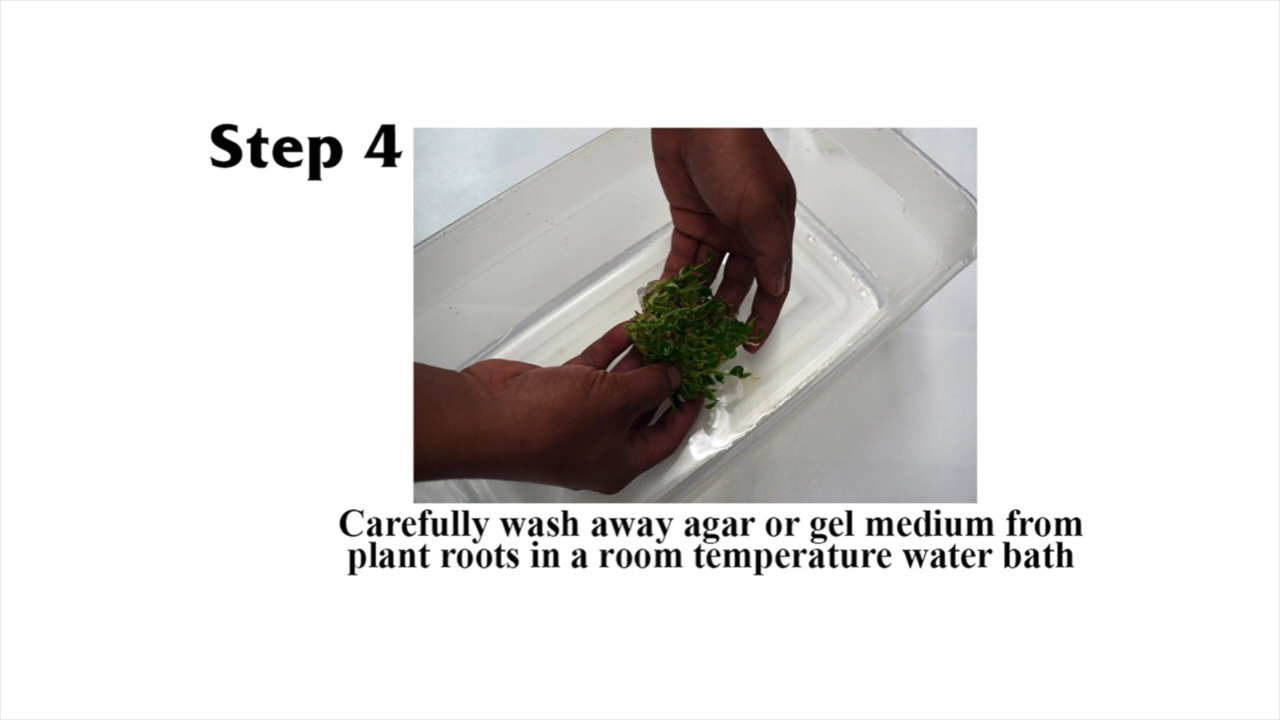 Step 4
Carefully wash away agar or gel medium from
plant roots in a room temperature water bath